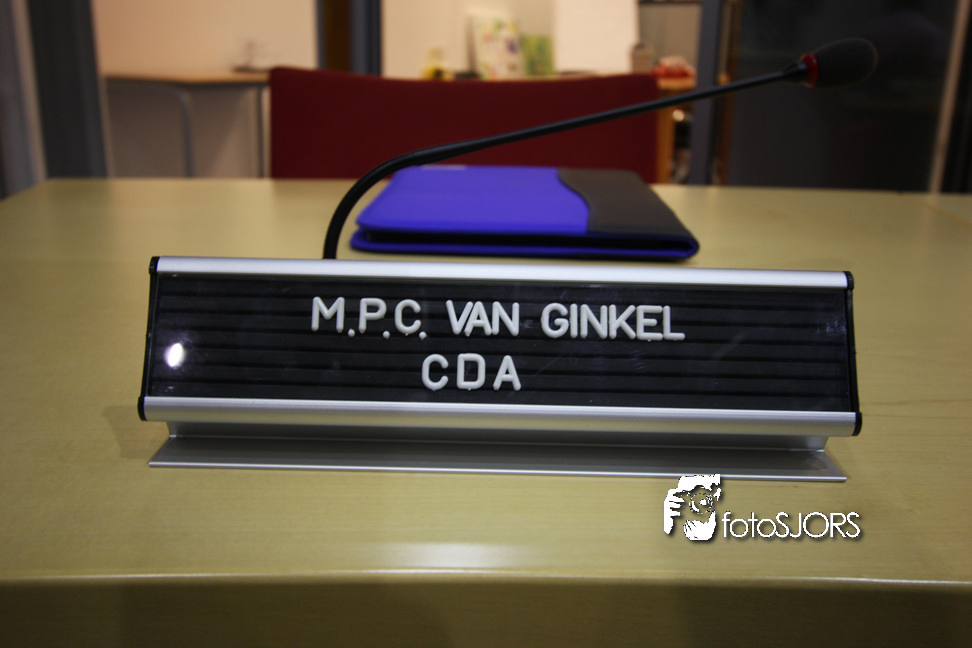 M.P.C. VAN GINKEL
CDA
fotoSJORS